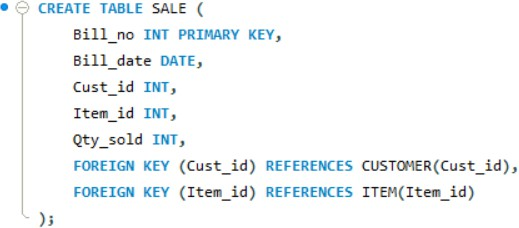 CREATE TABLE SALE (
Bill_no INT PRIMARY KEY,
Bill_date DATE,
Cust_id INT,
Item_id INT,
Qty_sold INT,
FOREIGN KEY (Cust_id) REFERENCES CUSTOMER(Cust_id),
FOREIGN KEY (Item_id) REFERENCES ITEM(Item_id)
);